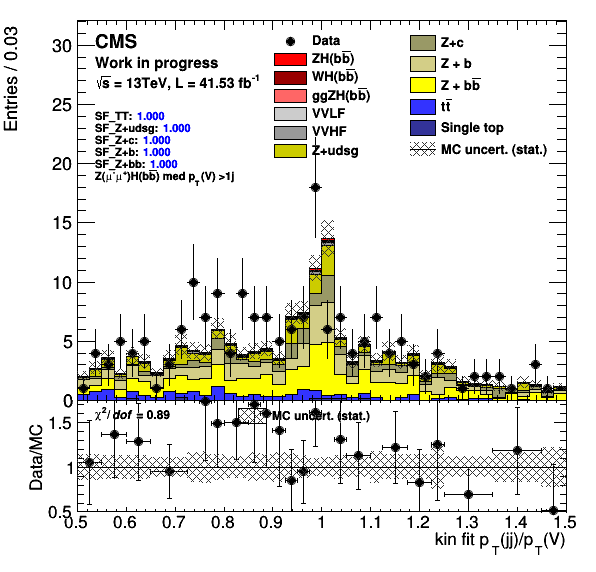 Entries / 0.03
30
25
20
15
10
5
0
CMS
Work in progress
√s = 13TeV, L = 41.53 fb⁻¹
SF_TT: 1.000
SF_Z+udsg: 1.000
SF_Z+c: 1.000
SF_Z+b: 1.000
SF_Z+bb: 1.000
Z(μ⁻μ⁺)H(bb̅) med p_T(V) >1j
Data
ZH(bb̅)
WH(bb̅)
ggZH(bb̅)
VVLF
VVHF
Z+udsg
Z+c
Z + b
Z + bb̅
tt̅
Single top
MC uncert. (stat.)
Data/MC
1.5
1
0.5
χ²/ dof = 0.89
MC uncert. (stat.)
0.5 0.6 0.7 0.8 0.9 1 1.1 1.2 1.3 1.4 1.5
kin fit p_T(jj)/p_T(V)